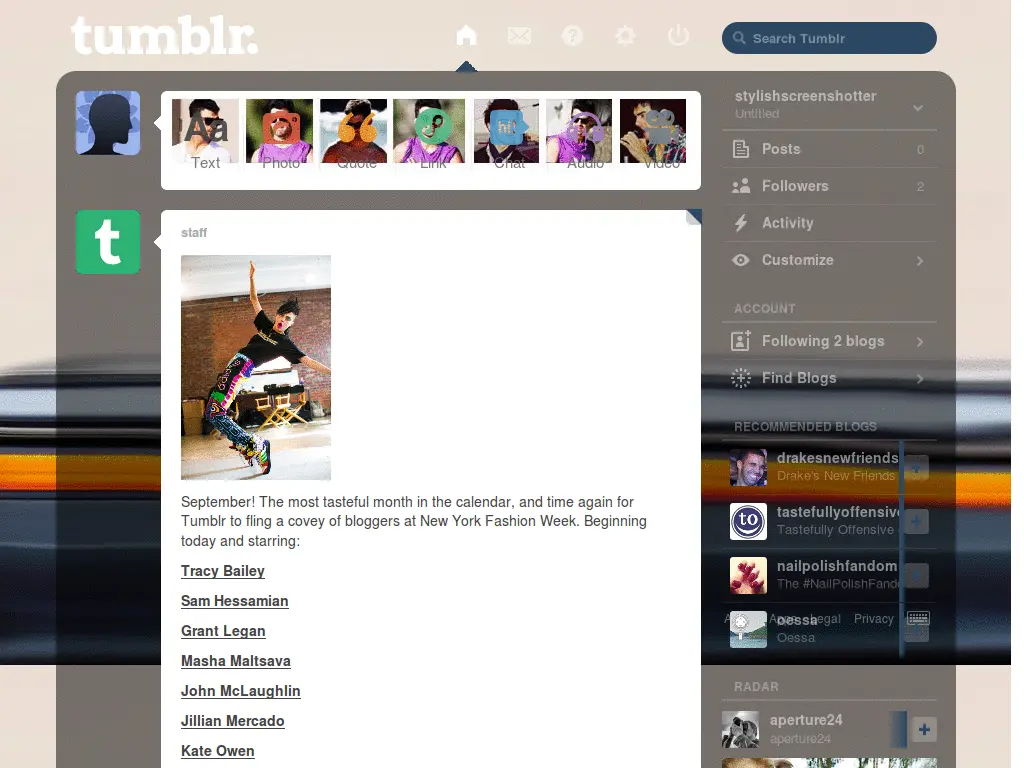 tumblr.
Search Tumblr
Aa
hi!
Text
Photo
Quote
Link
Chat
Audio
Video
t
staff
September! The most tasteful month in the calendar, and time again for
Tumblr to fling a covey of bloggers at New York Fashion Week. Beginning
today and starring:
Tracy Bailey
Sam Hessamian
Grant Legan
Masha Maltsava
John McLaughlin
Jillian Mercado
Kate Owen
stylishscreenshotter
Untitled
Posts 0
Followers 2
Activity
Customize
ACCOUNT
Following 2 blogs
Find Blogs
RECOMMENDED BLOGS
drakesnewfriends
Drake's New Friends
to
tastefullyoffensive
Tastefully Offensive
nailpolishfandom
The #NailPolishFand
Legal Privacy
oessa
Oessa
RADAR
aperture24
aperture24